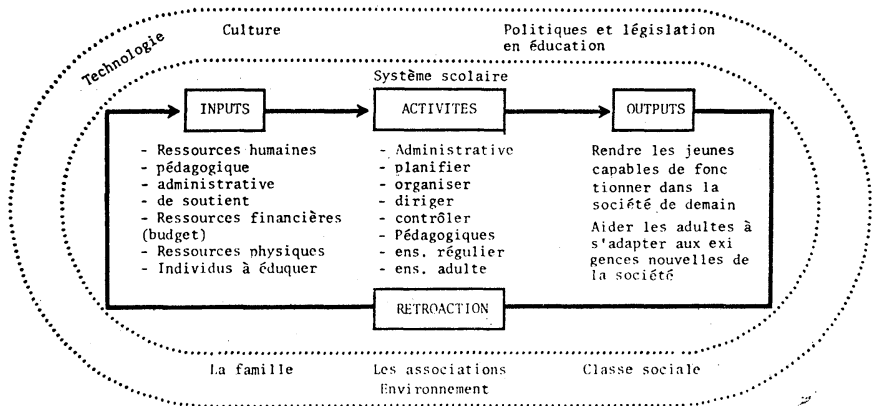 Culture
Politiques et législation
en éducation
Technologie
Système scolaire
INPUTS
ACTIVITES
OUTPUTS
- Ressources humaines
- pédagogique
- administrative
- de soutient
- Ressources financières
(budget)
- Ressources physiques
- Individus à éduquer
- Administrative
- planifier
- organiser
- diriger
- contrôler
- Pédagogiques
- ens. régulier
- ens. adulte
Rendre les jeunes
capables de fonc
tionner dans la
société de demain
Aider les adultes à
s'adapter aux exi
gences nouvelles de
la société
RETROACTION
La famille
Les associations
Classe sociale
Environnement